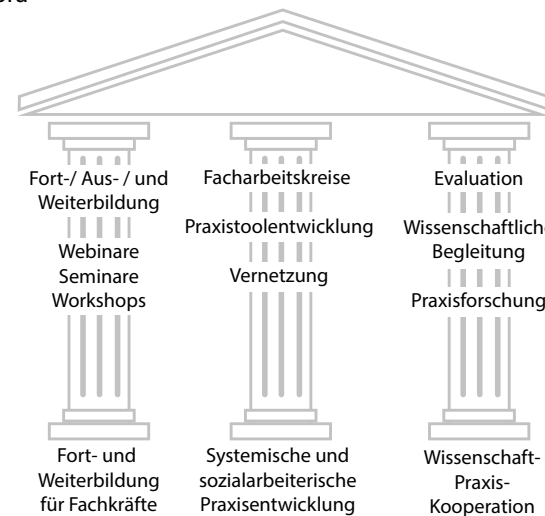 Fort-/ Aus- / und
Weiterbildung
Webinare
Seminare
Workshops
Fort- und
Weiterbildung
für Fachkräfte
Facharbeitskreise
Praxistoolentwicklung
Vernetzung
Systemische und
sozialarbeiterische
Praxisentwicklung
Evaluation
Wissenschaftliche
Begleitung
Praxisforschung
Wissenschaft-
Praxis-
Kooperation